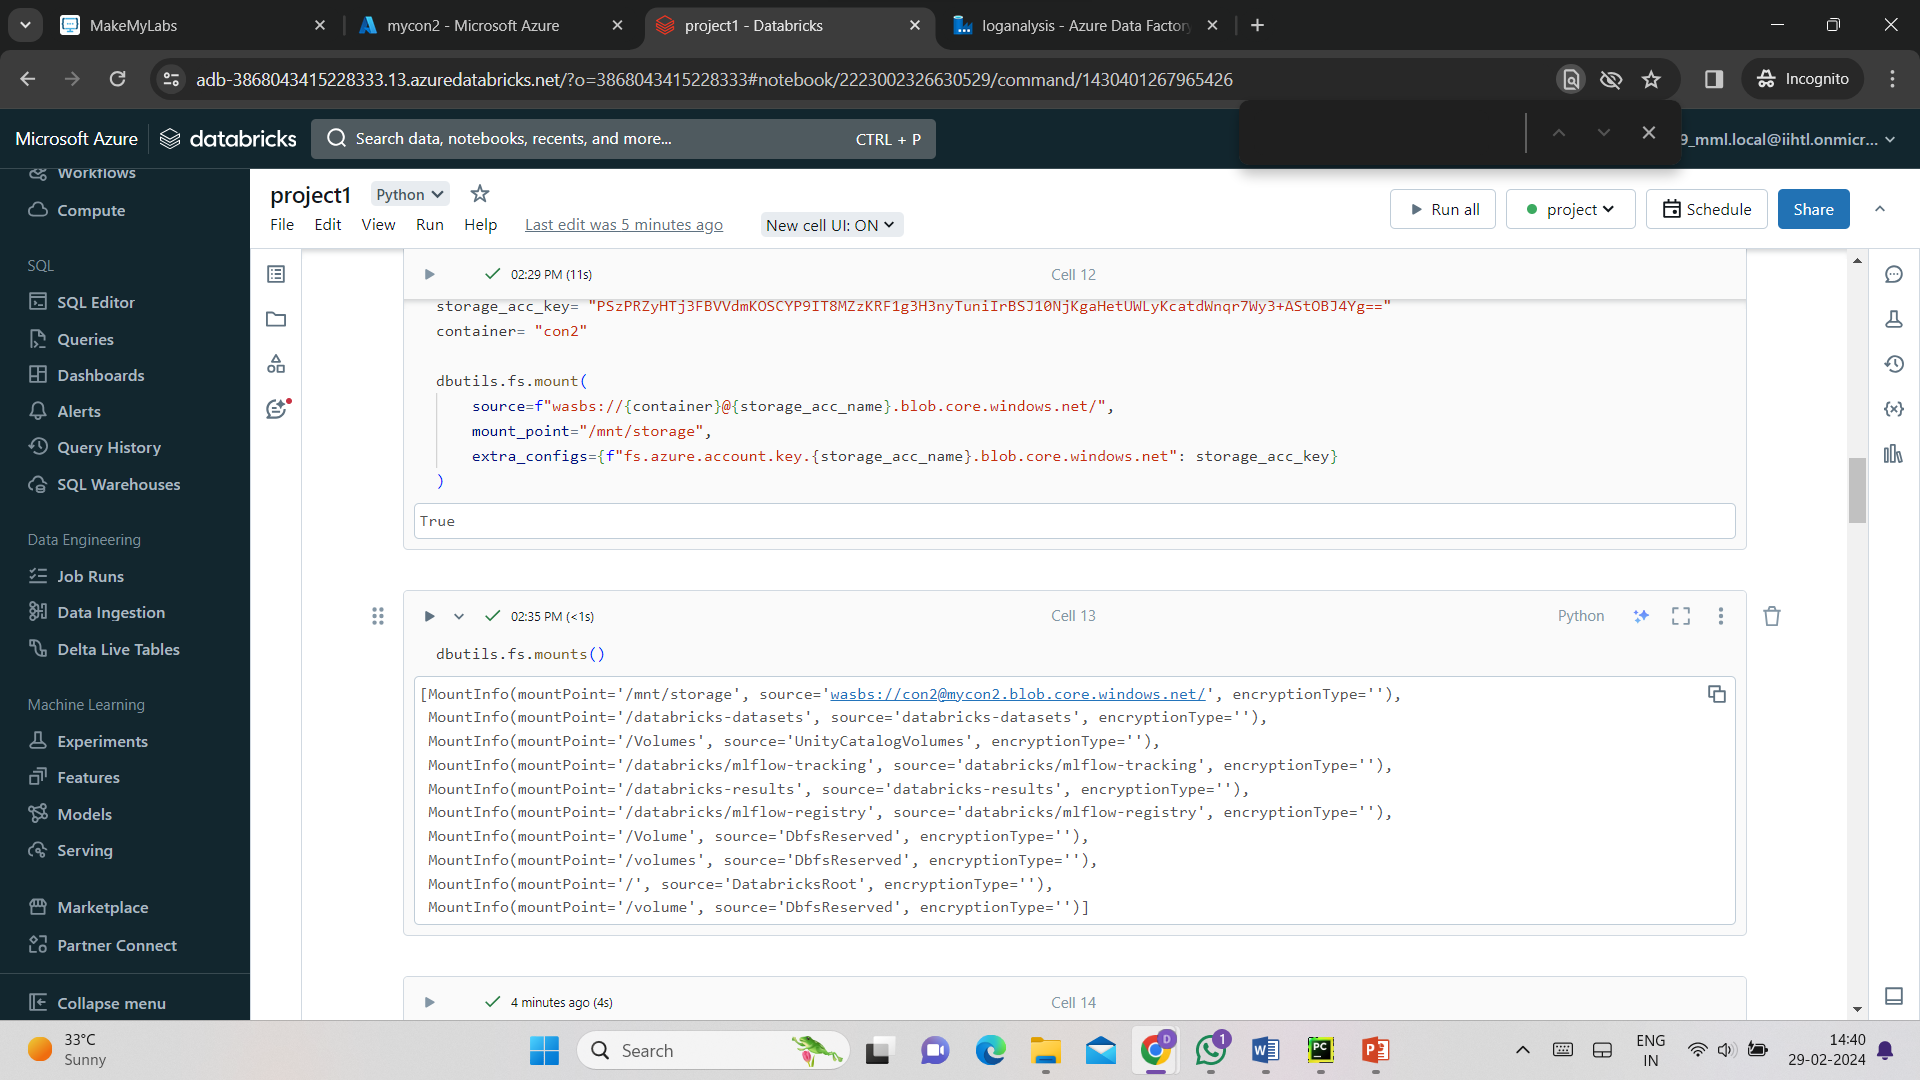 MakeMyLabs
mycon2 - Microsoft Azure
project1 - Databricks
loganalysis - Azure Data Factory
adb-3868043415228333.13.azuredatabricks.net/?o=3868043415228333#notebook/2223002326630529/command/1430401267965426
Incognito
Microsoft Azure
databricks
Search data, notebooks, recents, and more...
CTRL + P
9_mml.local@iihtl.onmicr...
Workflows
Compute
SQL
SQL Editor
Queries
Dashboards
Alerts
Query History
SQL Warehouses
Data Engineering
Job Runs
Data Ingestion
Delta Live Tables
Machine Learning
Experiments
Features
Models
Serving
Marketplace
Partner Connect
Collapse menu
project1
Python
File Edit View Run Help
Last edit was 5 minutes ago
New cell UI: ON
Run all
project
Schedule
Share
02:29 PM (11s)
Cell 12
storage_acc_key= "PSzPRZyHTj3FBVVdmKOSCYP9IT8MZzKRF1g3H3nyTuniIrBSJ10NjKgaHetUWLyKcatdWnqr7Wy3+AStOBJ4Yg=="
container= "con2"
dbutils.fs.mount(
source=f"wasbs://{container}@{storage_acc_name}.blob.core.windows.net/",
mount_point="/mnt/storage",
extra_configs={f"fs.azure.account.key.{storage_acc_name}.blob.core.windows.net": storage_acc_key}
)
True
02:35 PM (<1s)
Cell 13
Python
dbutils.fs.mounts()
[MountInfo(mountPoint='/mnt/storage', source='wasbs://con2@mycon2.blob.core.windows.net/', encryptionType=''),
MountInfo(mountPoint='/databricks-datasets', source='databricks-datasets', encryptionType=''),
MountInfo(mountPoint='/Volumes', source='UnityCatalogVolumes', encryptionType=''),
MountInfo(mountPoint='/databricks/mlflow-tracking', source='databricks/mlflow-tracking', encryptionType=''),
MountInfo(mountPoint='/databricks-results', source='databricks-results', encryptionType=''),
MountInfo(mountPoint='/databricks/mlflow-registry', source='databricks/mlflow-registry', encryptionType=''),
MountInfo(mountPoint='/Volume', source='DbfsReserved', encryptionType=''),
MountInfo(mountPoint='/volumes', source='DbfsReserved', encryptionType=''),
MountInfo(mountPoint='/', source='DatabricksRoot', encryptionType=''),
MountInfo(mountPoint='/volume', source='DbfsReserved', encryptionType='')]
4 minutes ago (4s)
Cell 14
33°C
Sunny
Search
D
1
PC
ENG
IN
14:40
29-02-2024